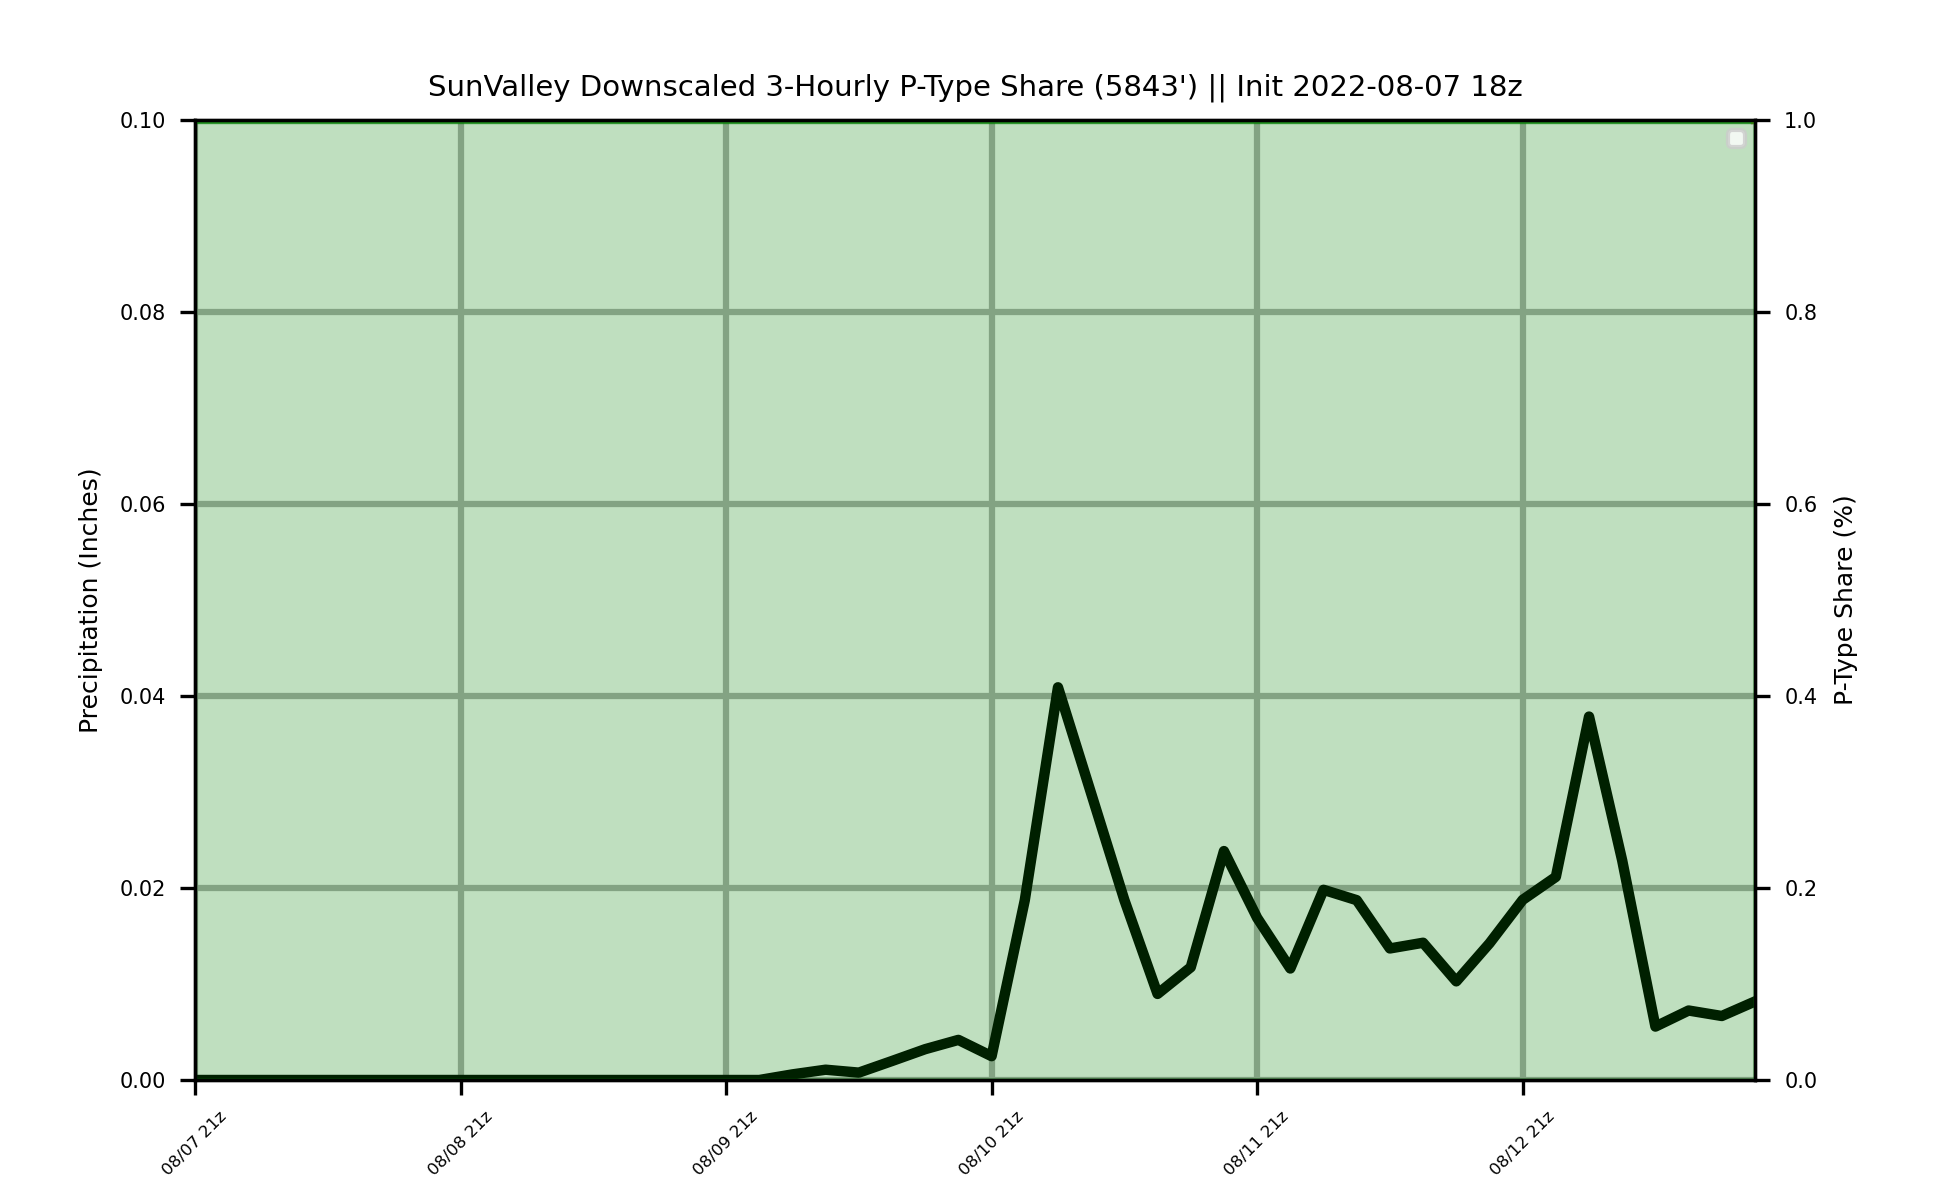 SunValley Downscaled 3-Hourly P-Type Share (5843') || Init 2022-08-07 18z
Precipitation (Inches)
0.10
0.08
0.06
0.04
0.02
0.00
1.0
0.8
0.6
0.4
0.2
0.0
P-Type Share (%)
08/07 21z
08/08 21z
08/09 21z
08/10 21z
08/11 21z
08/12 21z